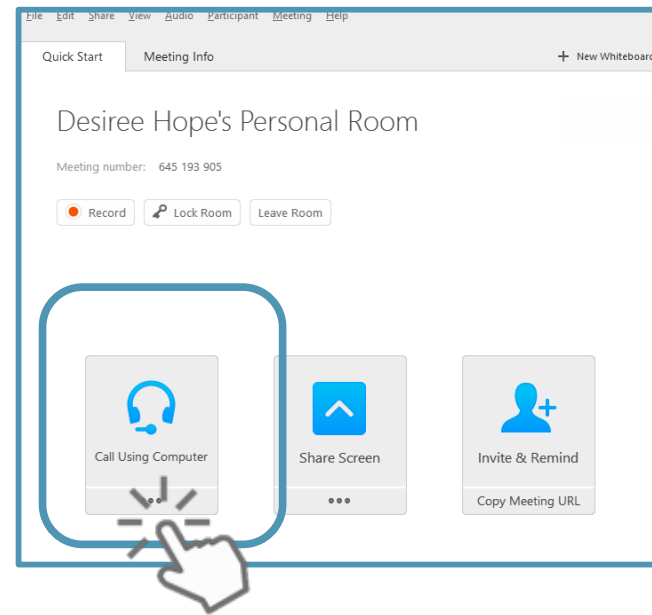 File Edit Share View Audio Participant Meeting Help
Quick Start Meeting Info + New Whiteboard
Desiree Hope's Personal Room
Meeting number: 645 193 905
Record Lock Room Leave Room
Call Using Computer Share Screen Invite & Remind
Copy Meeting URL